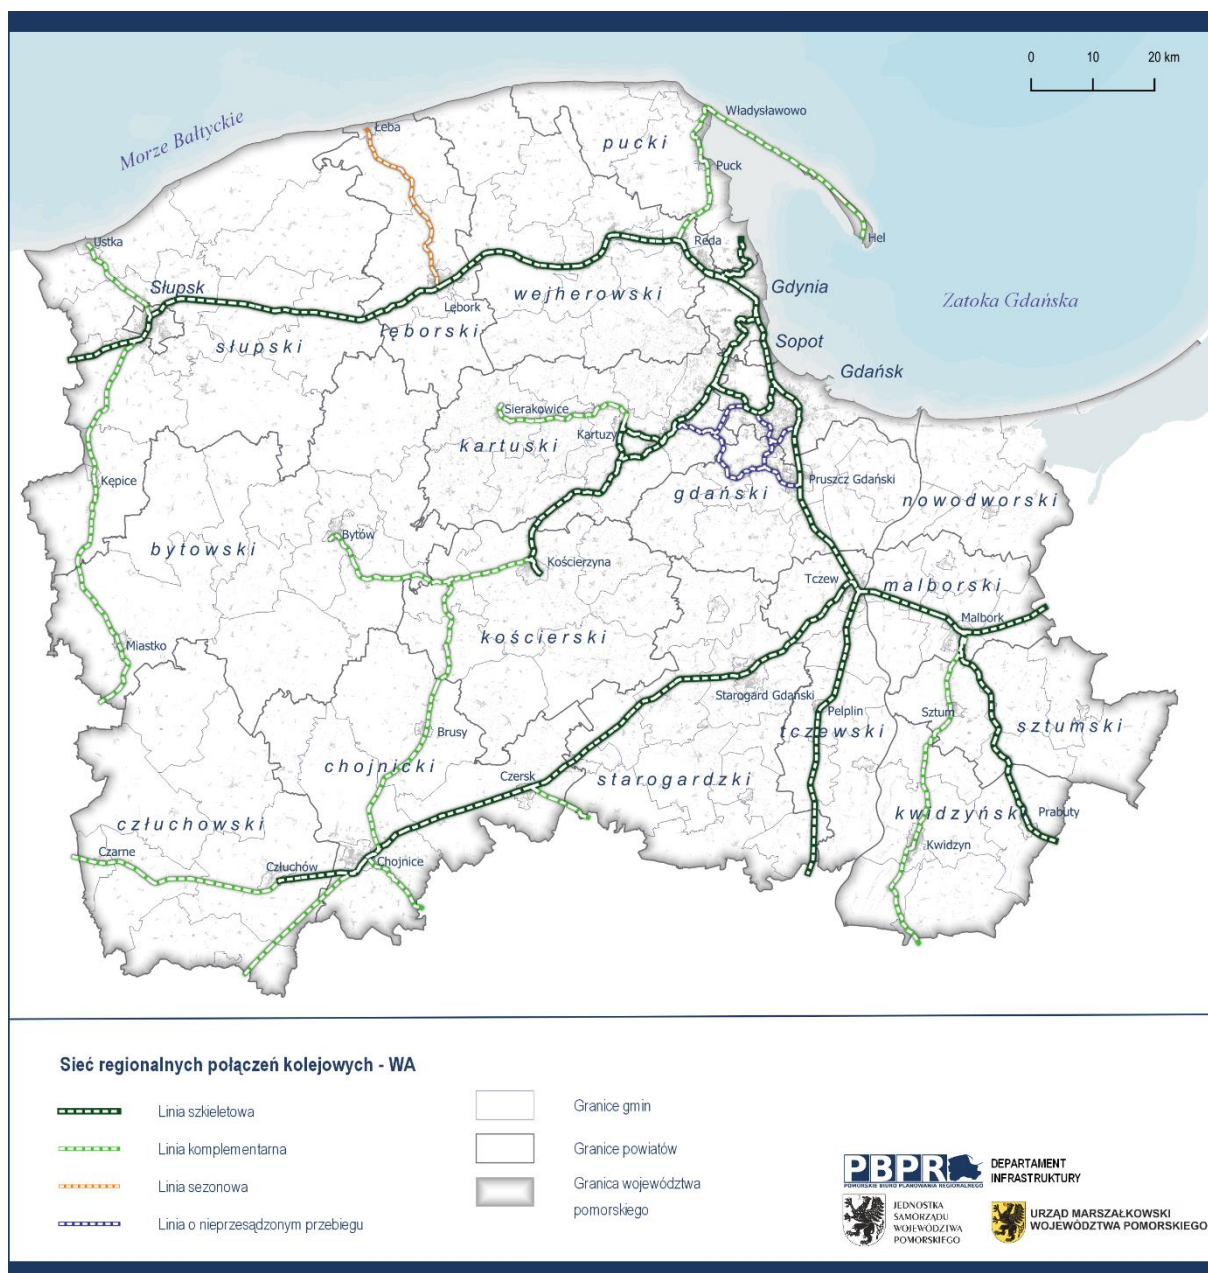 0 10 20 km
Morze Bałtyckie
Łeba
Władysławowo
pucki
Puck
Ustka
Reda
Hel
Słupsk
Gdynia
wejherowski
Zatoka Gdańska
Lębork
lęborski
słupski
Sopot
Gdańsk
Sierakowice
Kartuzy
kartuski
Kępice
gdański
Pruszcz Gdański
nowodworski
Bytów
bytowski
Kościerzyna
Tczew
malborski
Malbork
kościerski
Miastko
Starogard Gdański
Pelplin
Sztum
sztumski
tczewski
Brusy
chojnicki
Czersk
starogardzki
człuchowski
kwidzyński
Prabuty
Czarne
Człuchów
Chojnice
Kwidzyn
Sieć regionalnych połączeń kolejowych - WA
Linia szkieletowa
Linia komplementarna
Linia sezonowa
Linia o nieprzesądzonym przebiegu
Granice gmin
Granice powiatów
Granica województwa
pomorskiego
PBPR
POMORSKIE BIURO PLANOWANIA REGIONALNEGO
DEPARTAMENT
INFRASTRUKTURY
JEDNOSTKA
SAMORZĄDU
WOJEWÓDZTWA
POMORSKIEGO
URZĄD MARSZAŁKOWSKI
WOJEWÓDZTWA POMORSKIEGO